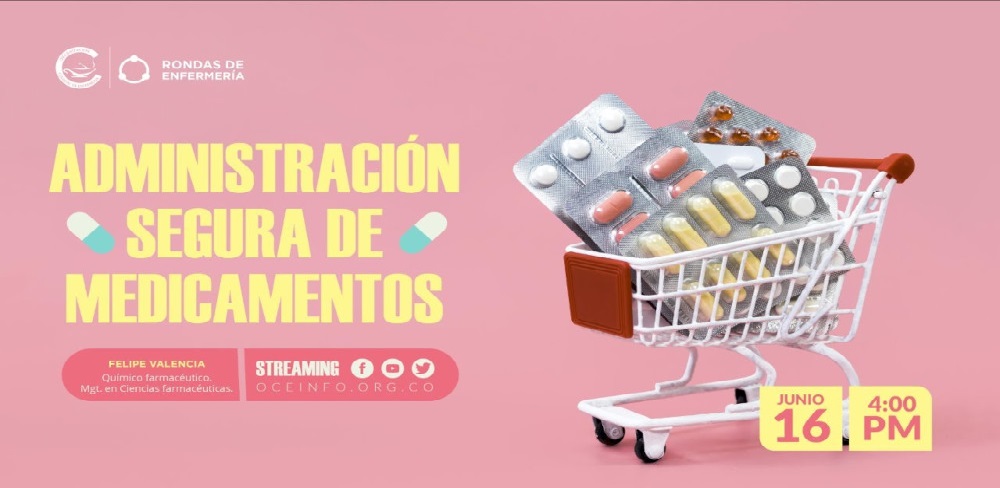 RONDAS DE
ENFERMERÍA
ADMINISTRACIÓN
SEGURA DE
MEDICAMENTOS
FELIPE VALENCIA
Químico farmacéutico.
Mgt. en Ciencias farmacéuticas.
STREAMING
OCEINFO.ORG.CO
JUNIO
16
4:00
PM